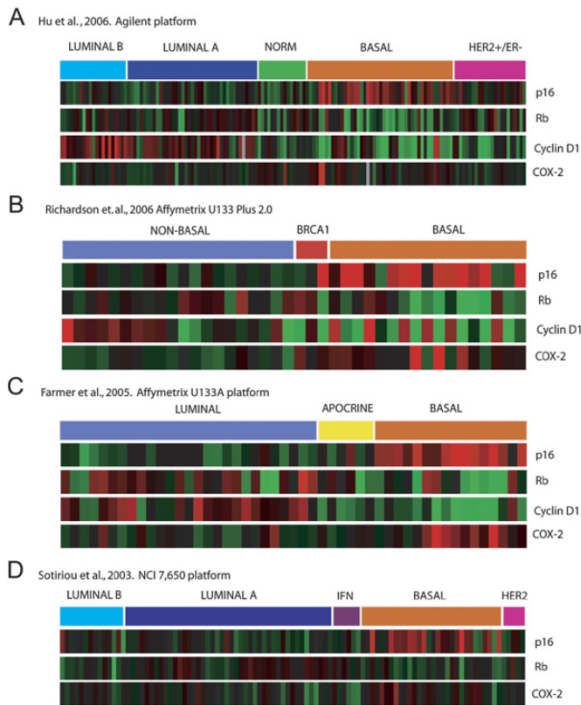 A Hu et al., 2006. Agilent platform
LUMINAL B LUMINAL A NORM BASAL HER2+/ER-
p16
Rb
Cyclin D1
COX-2
B Richardson et.al., 2006 Affymetrix U133 Plus 2.0
NON-BASAL BRCA1 BASAL
p16
Rb
Cyclin D1
COX-2
C Farmer et al., 2005. Affymetrix U133A platform
LUMINAL APOCRINE BASAL
p16
Rb
Cyclin D1
COX-2
D Sotiriou et al., 2003. NCI 7,650 platform
LUMINAL B LUMINAL A IFN BASAL HER2
p16
Rb
COX-2